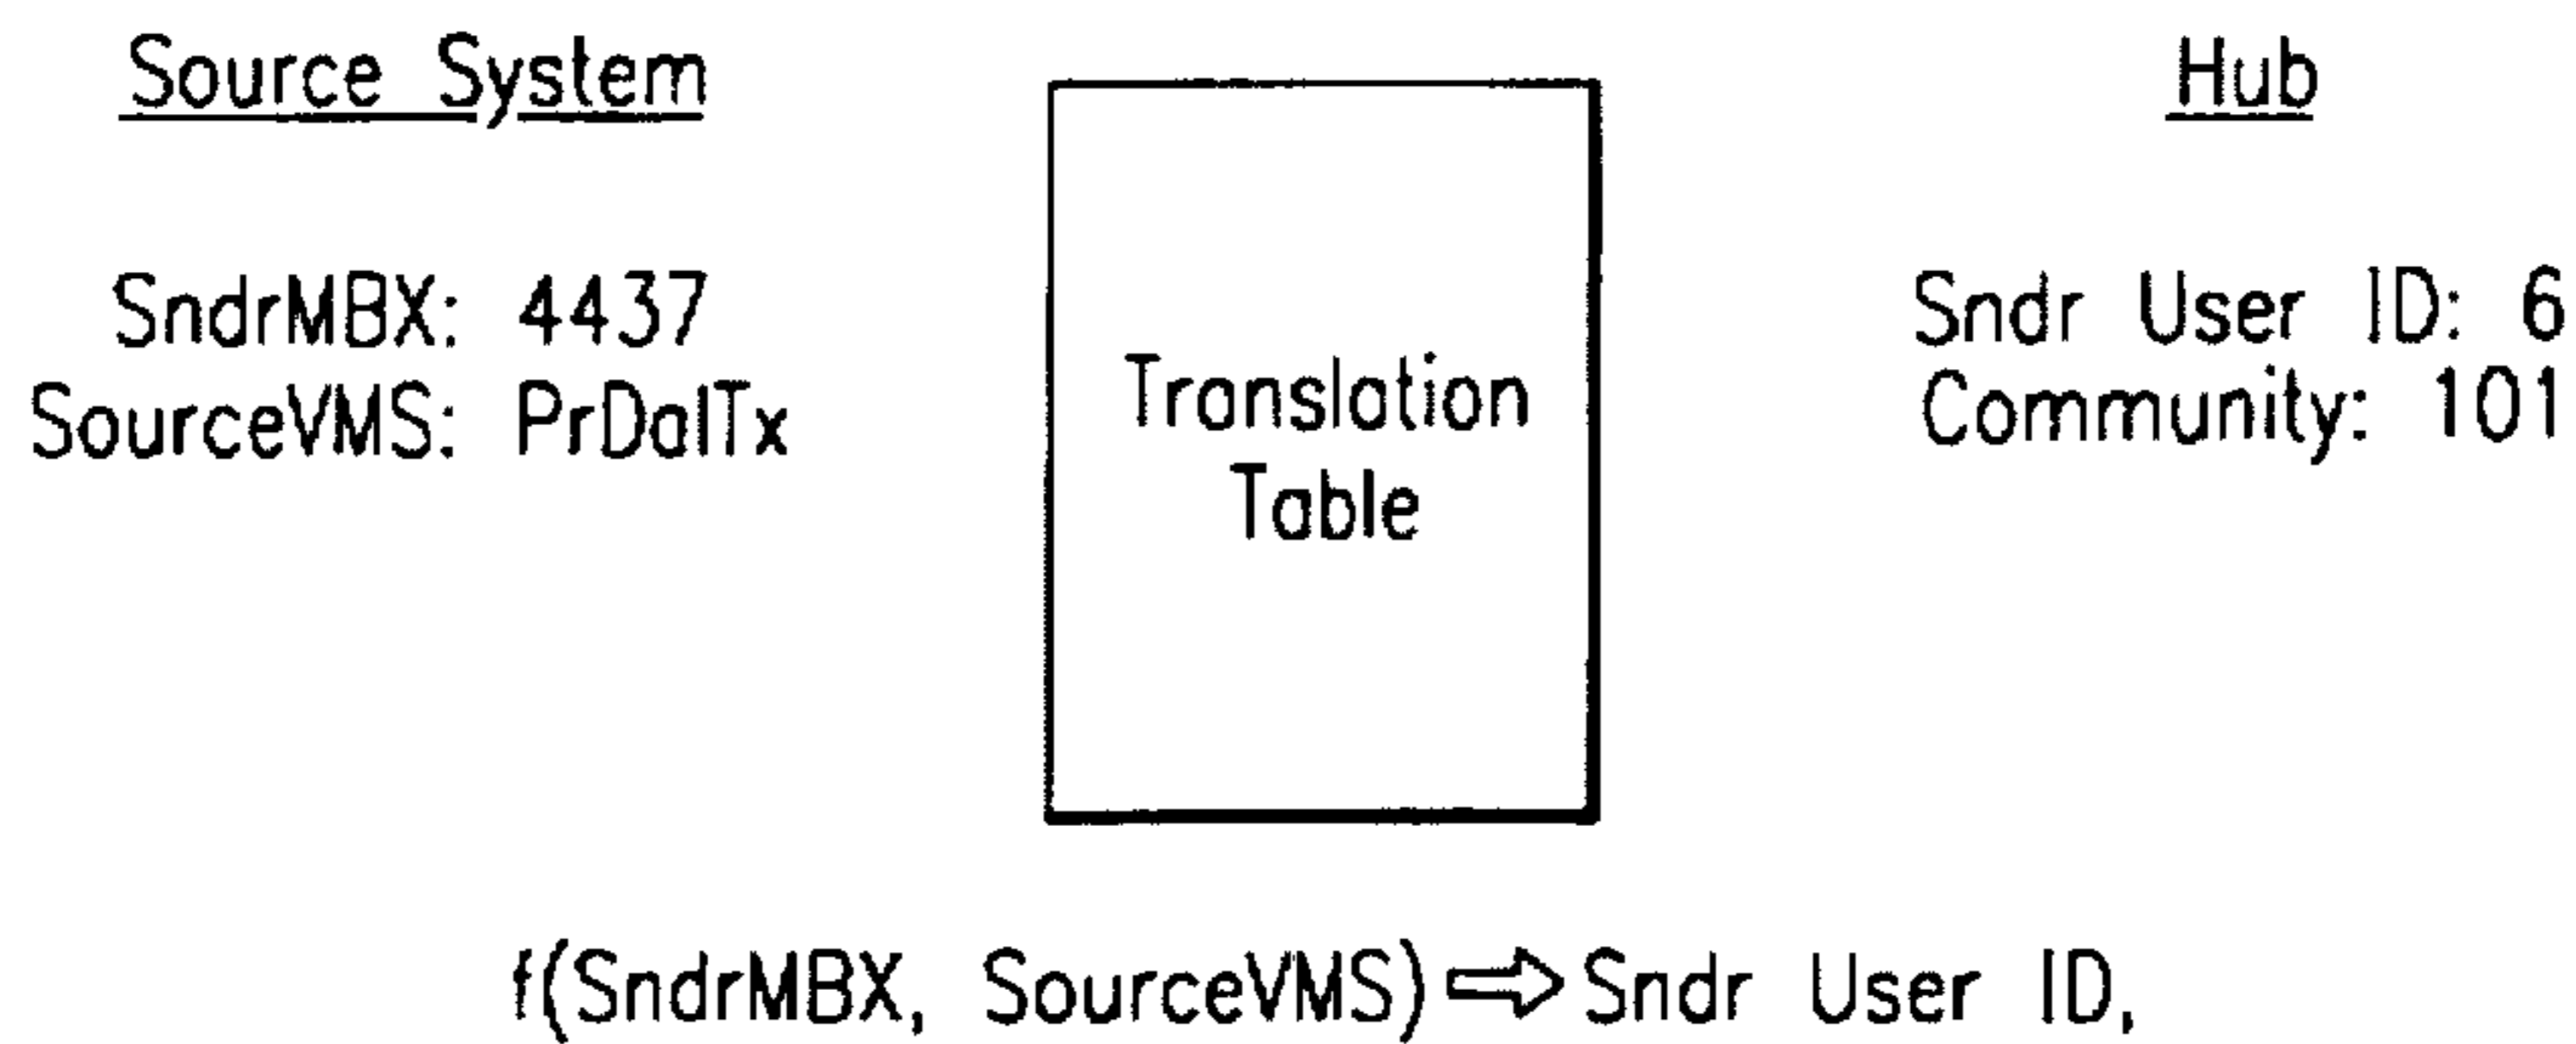 Source System
Hub
SndrMBX: 4437
SourceVMS: PrDalTx
Translation
Table
Sndr User ID: 6
Community: 101
f(SndrMBX, SourceVMS) ⇨ Sndr User ID,